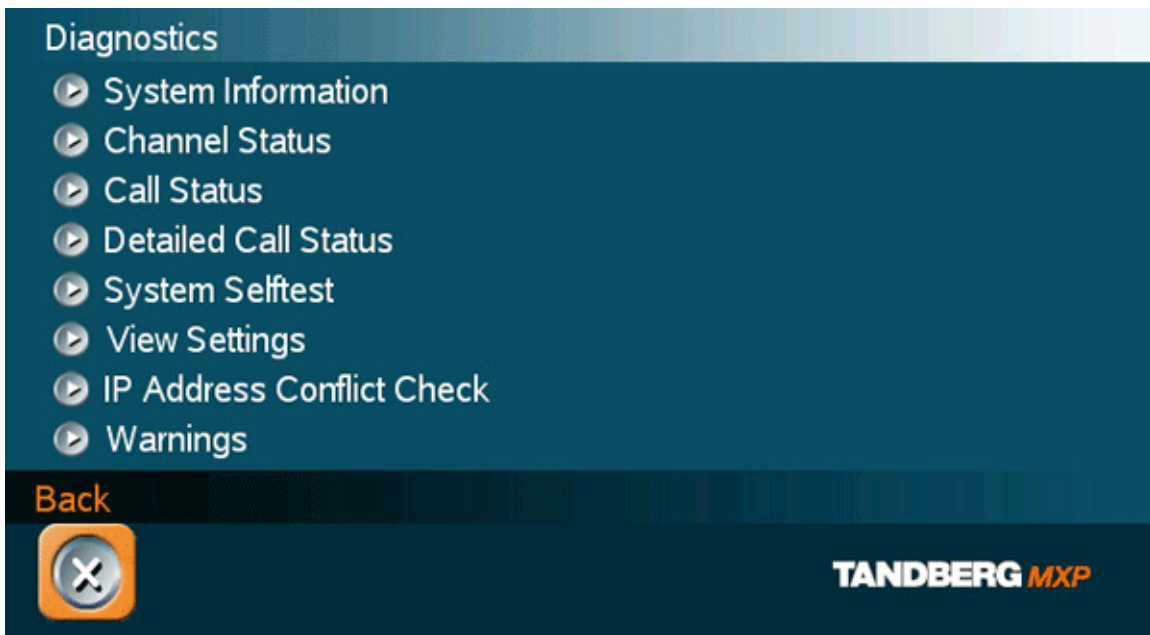 Diagnostics
System Information
Channel Status
Call Status
Detailed Call Status
System Selftest
View Settings
IP Address Conflict Check
Warnings
Back
TANDBERG MXP